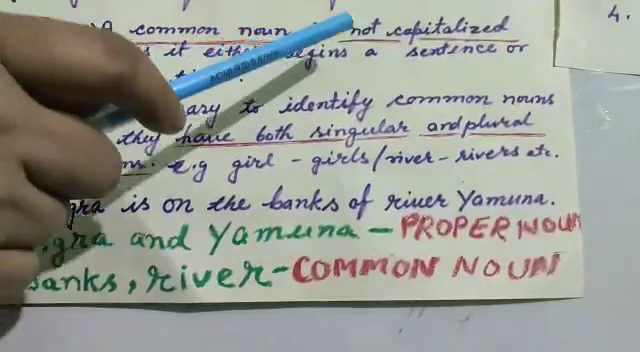 A common noun is not capitalized
it either begins a sentence or
to identify common nouns
they have both singular and plural
e.g girl - girls/river - rivers etc.
is on the banks of river Yamuna.
and Yamuna - PROPER NOUN
banks, river - COMMON NOUN
4.